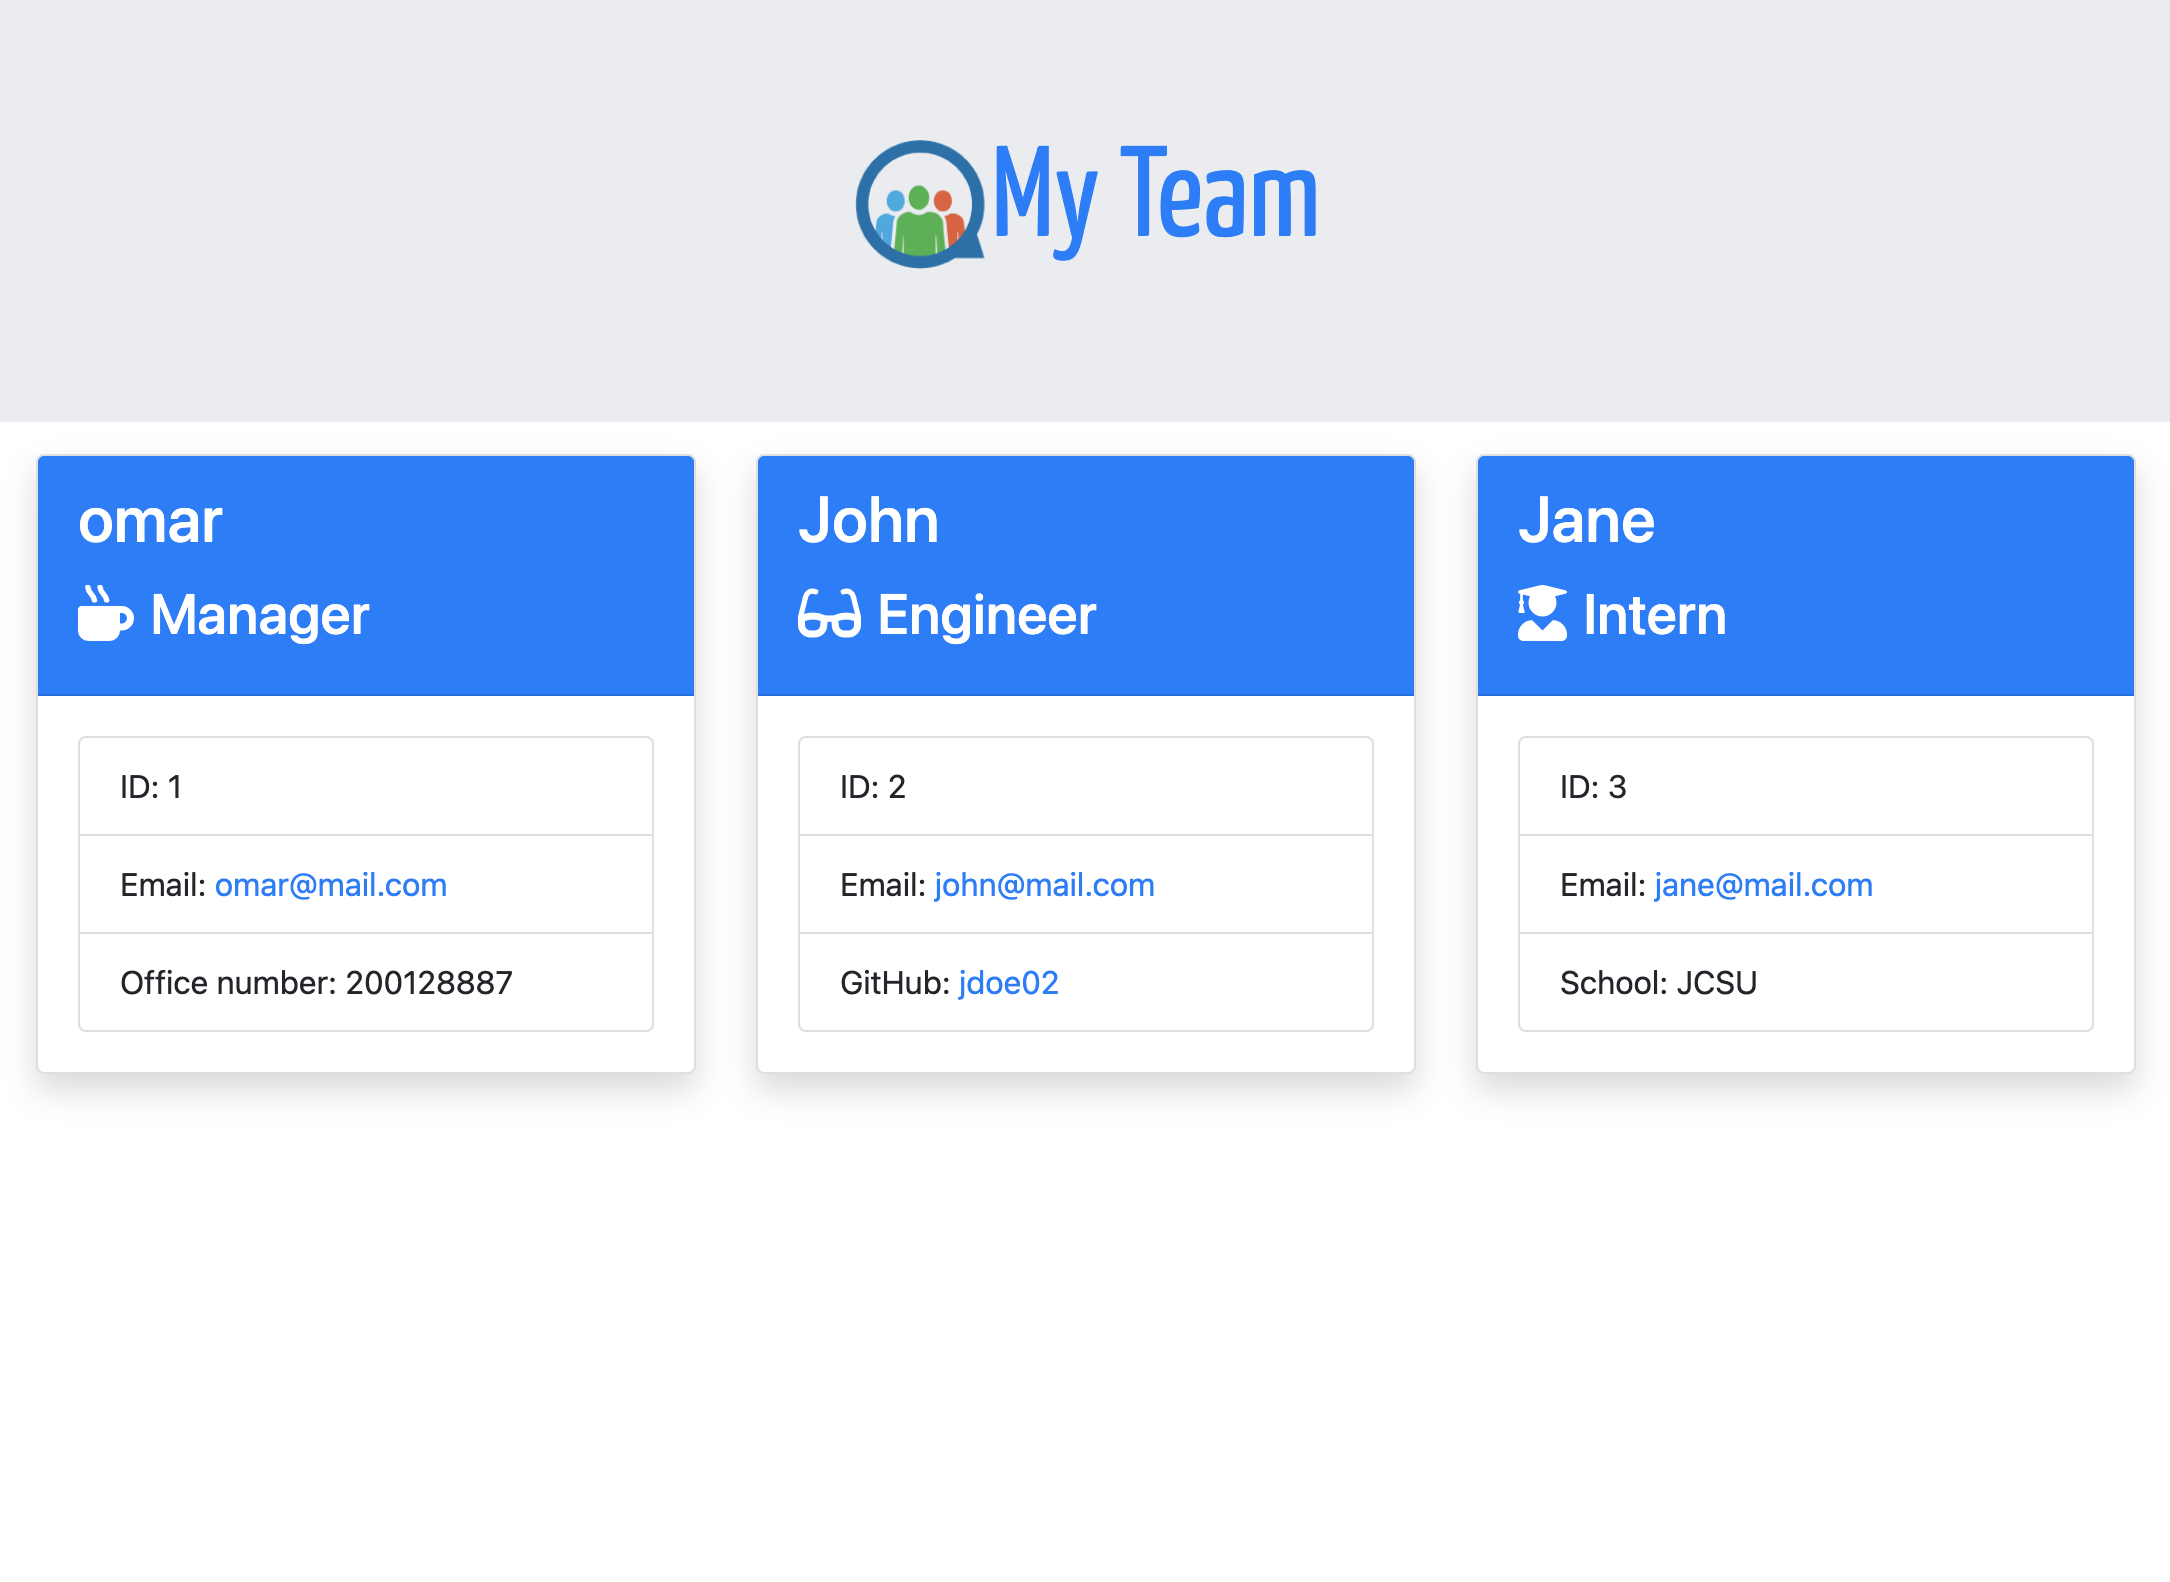 My Team
omar
Manager
ID: 1
Email: omar@mail.com
Office number: 200128887
John
Engineer
ID: 2
Email: john@mail.com
GitHub: jdoe02
Jane
Intern
ID: 3
Email: jane@mail.com
School: JCSU